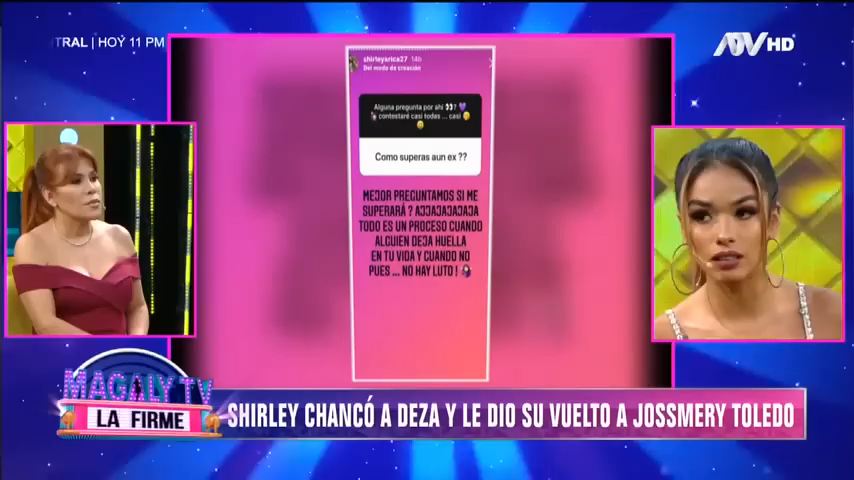 TRAL | HOY 11 PM
ATV HD
shirleyarica27 14h
Del modo de creación
Alguna pregunta por ahí 👀? 💜
contestaré casi todas ... casi
Como superas aun ex ??
MEJOR PREGUNTAMOS SI ME
SUPERARÁ ? AJJAJAJAJAJA
TODO ES UN PROCESO CUANDO
ALGUIEN DEJA HUELLA
EN TU VIDA Y CUANDO NO
PUES ... NO HAY LUTO !
MAGALY TV
LA FIRME
SHIRLEY CHANCÓ A DEZA Y LE DIO SU VUELTO A JOSSMERY TOLEDO